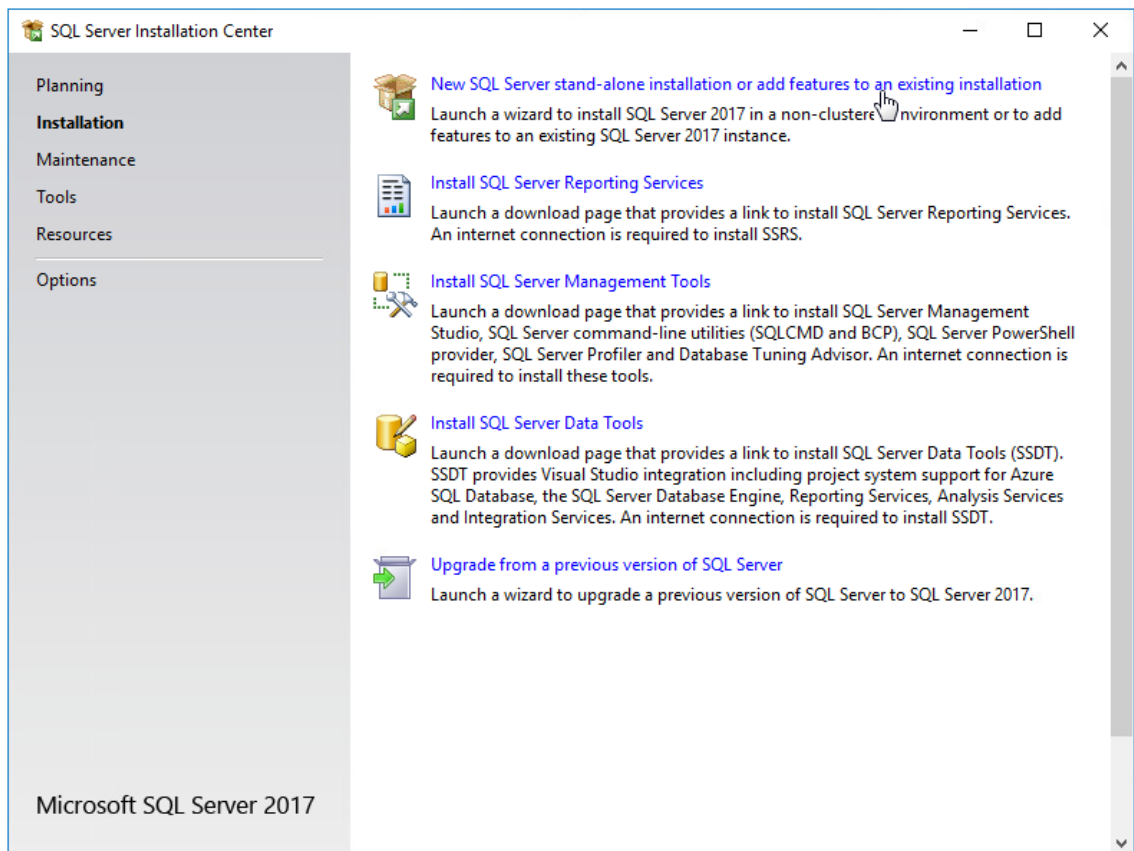 SQL Server Installation Center
Planning
Installation
Maintenance
Tools
Resources
Options
Microsoft SQL Server 2017
New SQL Server stand-alone installation or add features to an existing installation
Launch a wizard to install SQL Server 2017 in a non-clustere nvironment or to add
features to an existing SQL Server 2017 instance.
Install SQL Server Reporting Services
Launch a download page that provides a link to install SQL Server Reporting Services.
An internet connection is required to install SSRS.
Install SQL Server Management Tools
Launch a download page that provides a link to install SQL Server Management
Studio, SQL Server command-line utilities (SQLCMD and BCP), SQL Server PowerShell
provider, SQL Server Profiler and Database Tuning Advisor. An internet connection is
required to install these tools.
Install SQL Server Data Tools
Launch a download page that provides a link to install SQL Server Data Tools (SSDT).
SSDT provides Visual Studio integration including project system support for Azure
SQL Database, the SQL Server Database Engine, Reporting Services, Analysis Services
and Integration Services. An internet connection is required to install SSDT.
Upgrade from a previous version of SQL Server
Launch a wizard to upgrade a previous version of SQL Server to SQL Server 2017.